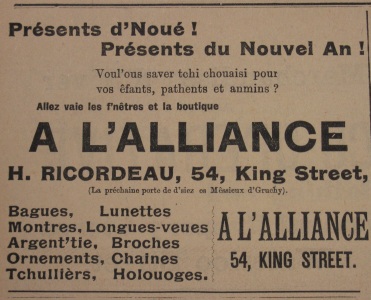 Présents d'Noué !
Présents du Nouvel An !
Voul'ous saver tchi chouaisi pour
vos êfants, pathents et anmins ?
Allez vaie les f'nêtres et la boutique
A L'ALLIANCE
H. RICORDEAU, 54, King Street,
(La préchaine porte de d'siez es Môssieux d'Gruchy).
Bagues, Lunettes
Montres, Longues-veues
Argent'tie, Broches
Ornements, Chaines
Tchullièrs, Holouoges.
A L'ALLIANCE
54, KING STREET.